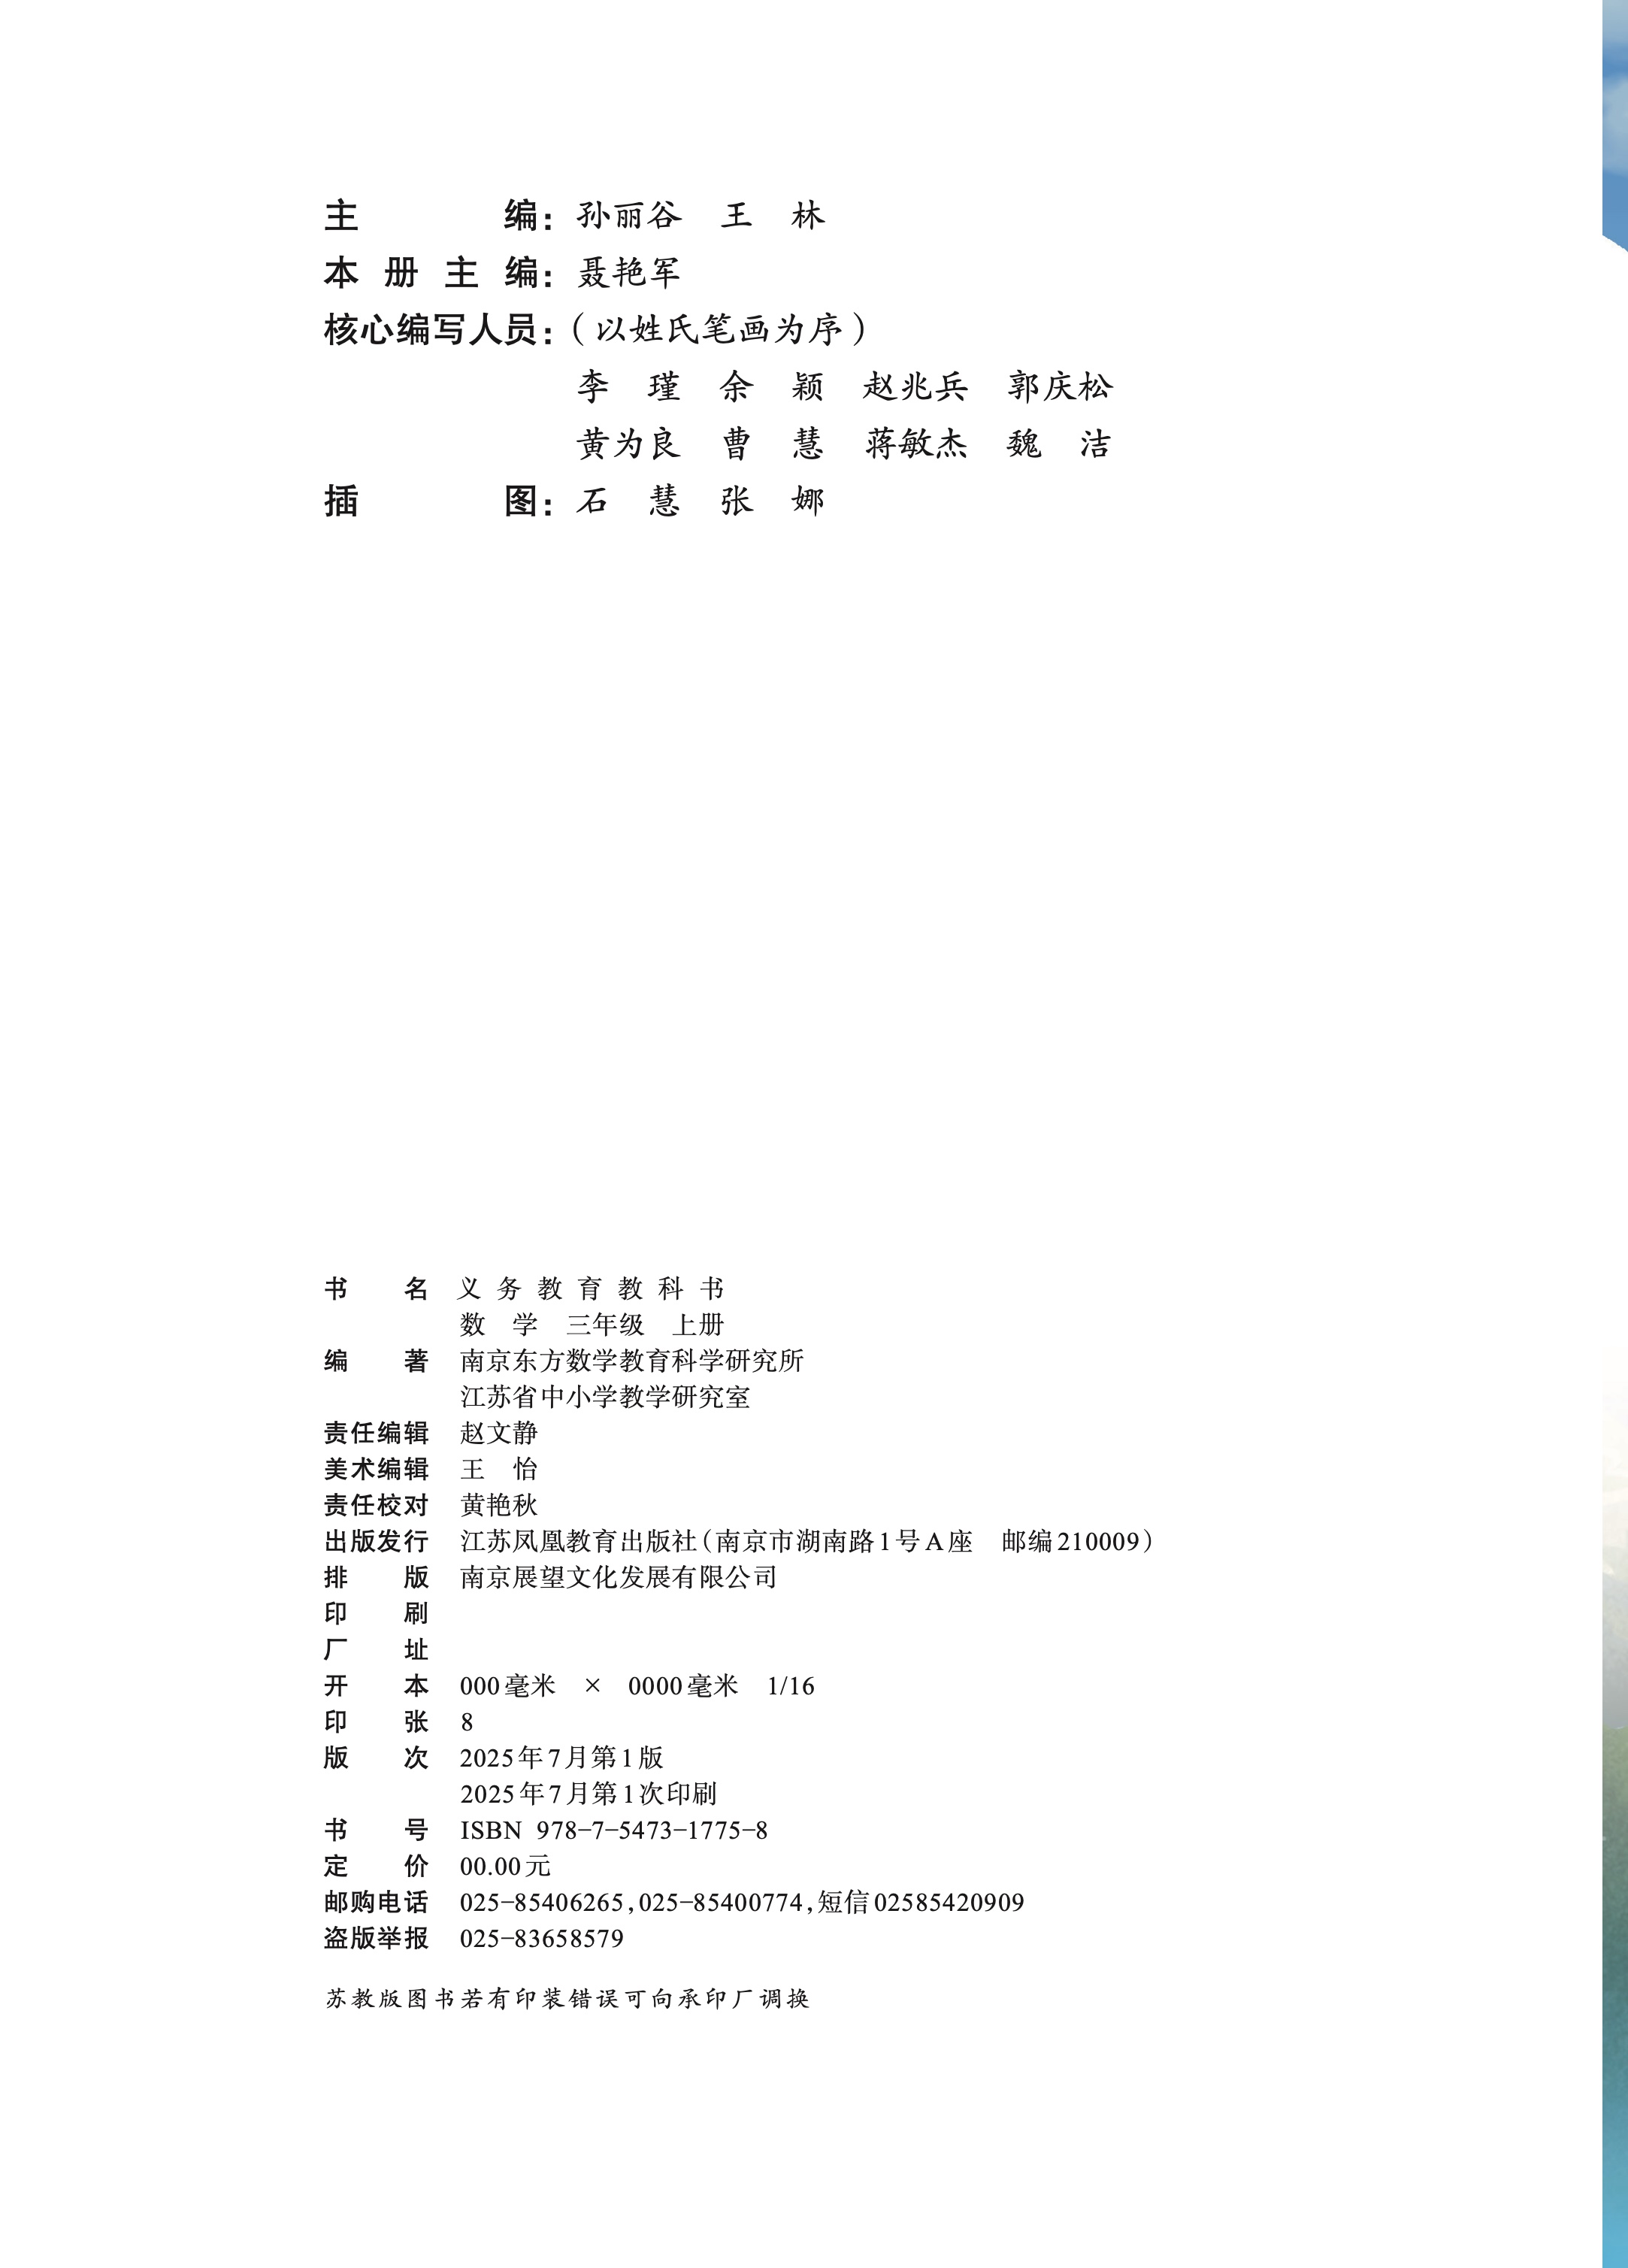 主编：孙丽谷 王 林
本册主编：聂艳军
核心编写人员：（以姓氏笔画为序）
李 瑾 余 颖 赵兆兵 郭庆松
黄为良 曹 慧 蒋敏杰 魏 洁
插图：石 慧 张 娜
书名 义务教育教科书
数 学 三年级 上册
编著 南京东方数学教育科学研究所
江苏省中小学教学研究室
责任编辑 赵文静
美术编辑 王 怡
责任校对 黄艳秋
出版发行 江苏凤凰教育出版社（南京市湖南路1号A座 邮编210009）
排版 南京展望文化发展有限公司
印刷
厂址
开本 000毫米 × 0000毫米 1/16
印张 8
版次 2025年7月第1版
2025年7月第1次印刷
书号 ISBN 978-7-5473-1775-8
定价 00.00元
邮购电话 025-85406265,025-85400774,短信02585420909
盗版举报 025-83658579
苏教版图书若有印装错误可向承印厂调换